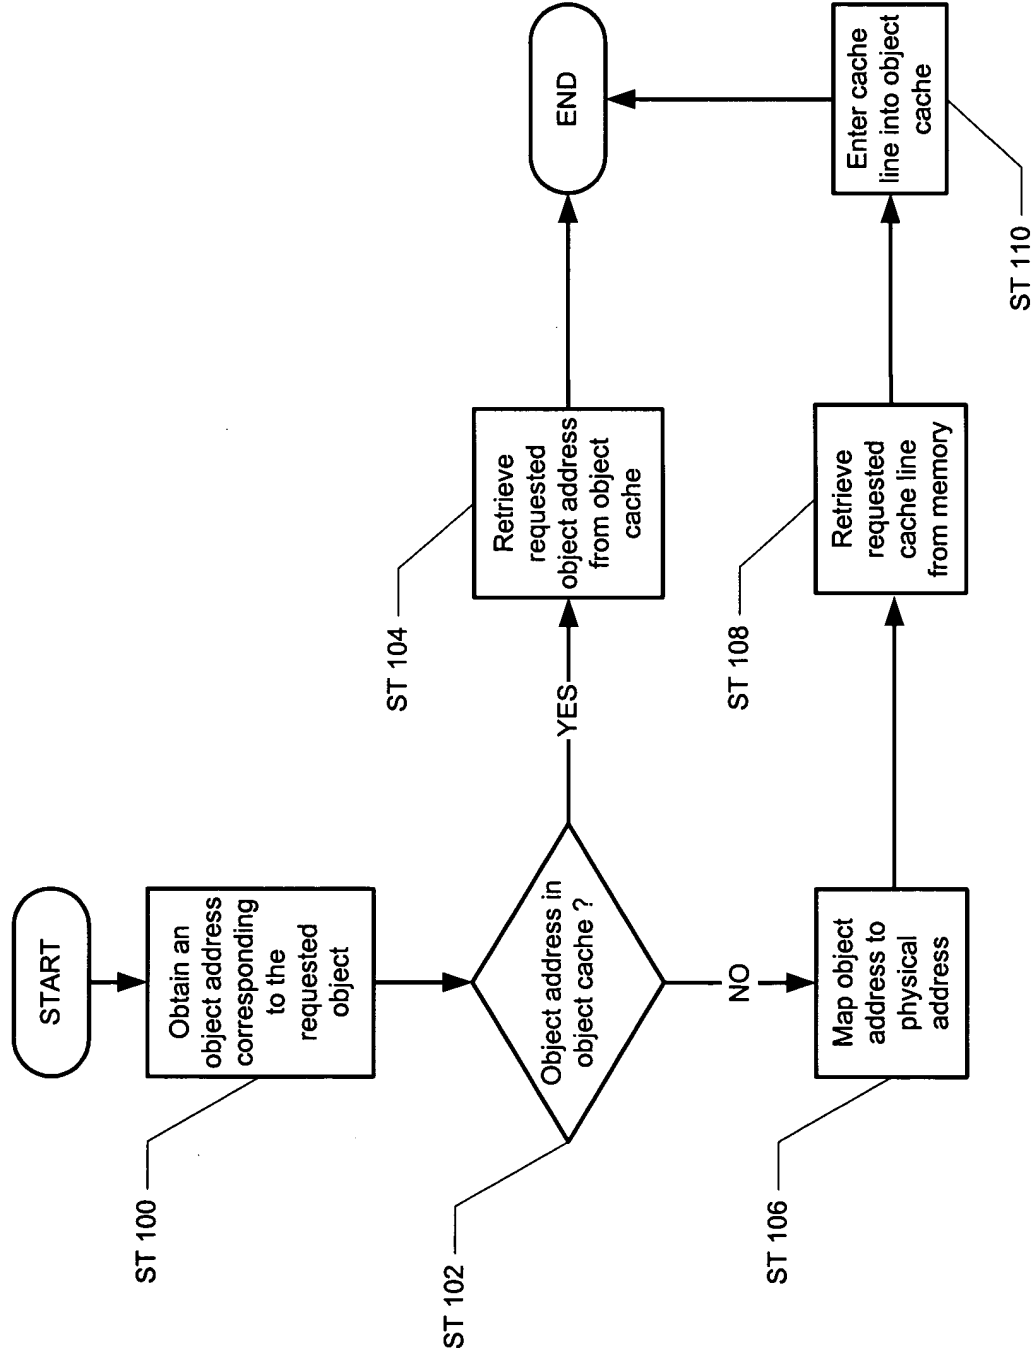 START
Obtain an
object address
corresponding
to the
requested
object
ST 100
Object address in
object cache ?
ST 102
YES
NO
Retrieve
requested
object address
from object
cache
ST 104
END
Map object
address to
physical
address
ST 106
Retrieve
requested
cache line
from memory
ST 108
Enter cache
line into object
cache
ST 110